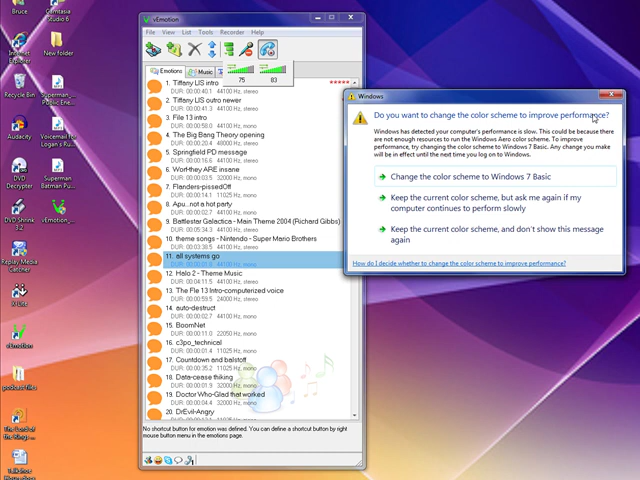 Bruce
Camtasia
Studio 6
Internet
Explorer
New folder
Recycle Bin
Superman_...
Public Ene...
Audacity
Voicemail for
Logan's Ru...
DVD
Decrypter
Superman
Batman Pu...
DVD Shrink
3.2
vEmotion_...
Replay Media
Catcher
X-Lite
vEmotion
podcast files
The Lord of
the Rings -...
vEmotion
File View List Tools Recorder Help
75 83
Emotions Music
1. Tiffany LIS intro *****
DUR: 00:00:40.1 44100 Hz, stereo
2. Tiffany LIS outro newer
DUR: 00:00:41.3 44100 Hz, stereo
3. File 13 intro
DUR: 00:00:58.0 44100 Hz, mono
4. The Big Bang Theory opening
DUR: 00:00:20.4 48000 Hz, stereo
5. Springfield PD message
DUR: 00:00:16.6 44100 Hz, stereo
6. Wor-they ARE insane
DUR: 00:00:03.5 32000 Hz, mono
7. Flanders-pissedOff
DUR: 00:00:14.1 11025 Hz, mono
8. Apu..not a hot party
DUR: 00:00:02.7 44100 Hz, mono
9. Battlestar Galactica - Main Theme 2004 (Richard Gibbs)
DUR: 00:05:34.3 44100 Hz, stereo
10. theme songs - Nintendo - Super Mario Brothers
DUR: 00:03:38.5 44100 Hz, mono
11. all systems go
44100 Hz, mono
12. Halo 2 - Theme Music
DUR: 00:04:11.5 44100 Hz, stereo
13. The Fle 13 Intro-computerized voice
DUR: 00:00:59.5 24000 Hz, stereo
14. auto-destruct
DUR: 00:00:02.7 44100 Hz, mono
15. BoomNet
DUR: 00:00:11.0 22050 Hz, mono
16. c3po_technical
DUR: 00:00:01.4 11025 Hz, mono
17. Countdown and balstoff
DUR: 00:00:35.2 11025 Hz, mono
18. Data-cease thiking
DUR: 00:00:01.9 32000 Hz, mono
19. Doctor Who-Glad that worked
DUR: 00:00:04.4 32000 Hz, mono
20. DrEvil-Angry
No shortcut button for emotion was defined. You can define a shortcut button by right
mouse button menu in the emotions page.
Windows
Do you want to change the color scheme to improve performance?
Windows has detected your computer's performance is slow. This could be because there
are not enough resources to run the Windows Aero color scheme. To improve
performance, try changing the color scheme to Windows 7 Basic. Any change you make
will be in effect until the next time you log on to Windows.
Change the color scheme to Windows 7 Basic
Keep the current color scheme, but ask me again if my
computer continues to perform slowly
Keep the current color scheme, and don't show this message
again
How do I decide whether to change the color scheme to improve performance?